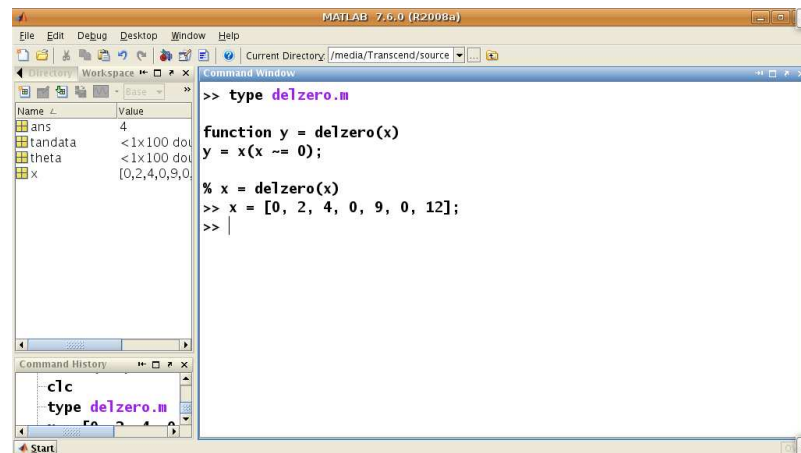 MATLAB 7.6.0 (R2008a)
File Edit Debug Desktop Window Help
Current Directory: /media/Transcend/source
Directory Workspace
Base
Name Value
ans 4
tandata <1x100 dou
theta <1x100 dou
x [0,2,4,0,9,0,
Command History
clc
type delzero.m
Command Window
>> type delzero.m
function y = delzero(x)
y = x(x ~= 0);
% x = delzero(x)
>> x = [0, 2, 4, 0, 9, 0, 12];
>>
Start